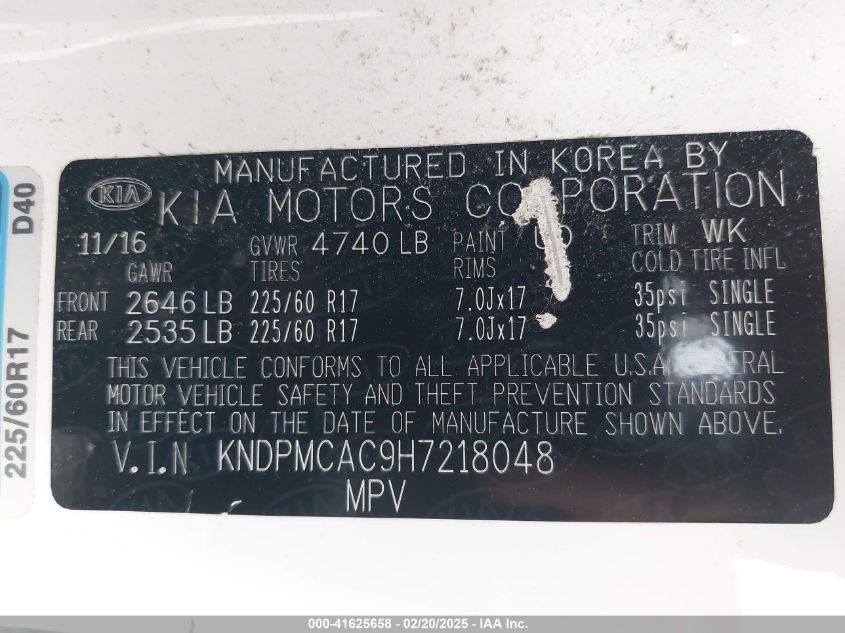 MANUFACTURED IN KOREA BY
KIA KIA MOTORS CORPORATION
11/16 GVWR 4740 LB PAINT UD TRIM WK
GAWR TIRES RIMS COLD TIRE INFL
FRONT 2646 LB 225/60 R17 7.0Jx17 35psi SINGLE
REAR 2535 LB 225/60 R17 7.0Jx17 35psi SINGLE
THIS VEHICLE CONFORMS TO ALL APPLICABLE U.S.A. FEDERAL
MOTOR VEHICLE SAFETY AND THEFT PREVENTION STANDARDS
IN EFFECT ON THE DATE OF MANUFACTURE SHOWN ABOVE.
V.I.N KNDPMCAC9H7218048
MPV
225/60R17 D40
000-41625658 - 02/20/2025 - IAA Inc.